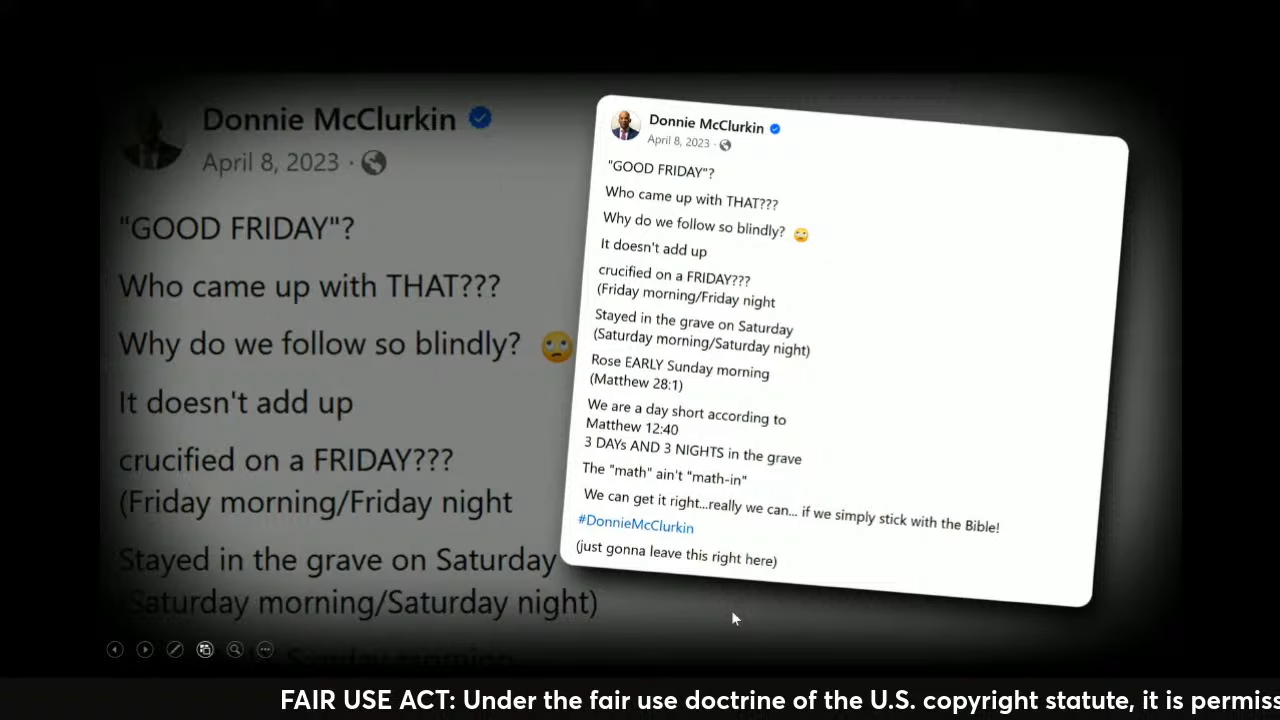 Donnie McClurkin
April 8, 2023 ·
"GOOD FRIDAY"?
Who came up with THAT???
Why do we follow so blindly? 🙄
It doesn't add up
crucified on a FRIDAY???
(Friday morning/Friday night
Stayed in the grave on Saturday
(Saturday morning/Saturday night)
Sunday morning
Donnie McClurkin
April 8, 2023 ·
"GOOD FRIDAY"?
Who came up with THAT???
Why do we follow so blindly? 🙄
It doesn't add up
crucified on a FRIDAY???
(Friday morning/Friday night
Stayed in the grave on Saturday
(Saturday morning/Saturday night)
Rose EARLY Sunday morning
(Matthew 28:1)
We are a day short according to
Matthew 12:40
3 DAYs AND 3 NIGHTS in the grave
The "math" ain't "math-in"
We can get it right...really we can... if we simply stick with the Bible!
#DonnieMcClurkin
(just gonna leave this right here)
FAIR USE ACT: Under the fair use doctrine of the U.S. copyright statute, it is permiss